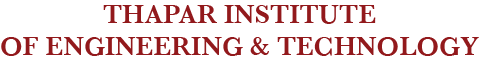 THAPAR INSTITUTE
OF ENGINEERING & TECHNOLOGY